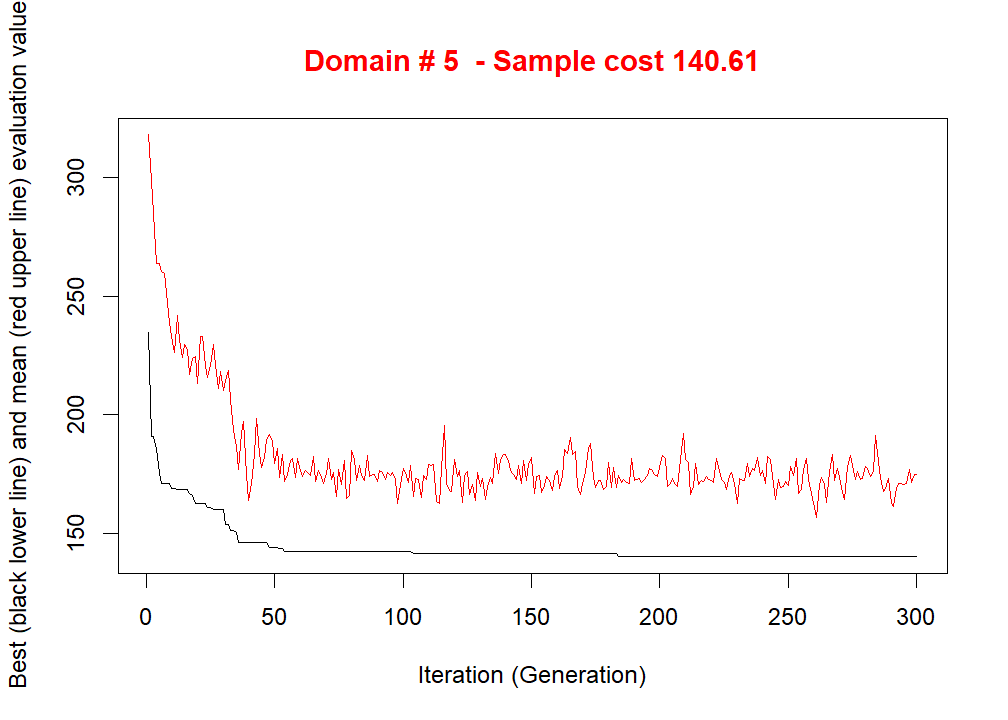 Domain # 5  - Sample cost 140.61
Best (black lower line) and mean (red upper line) evaluation value
300
250
200
150
0 50 100 150 200 250 300
Iteration (Generation)